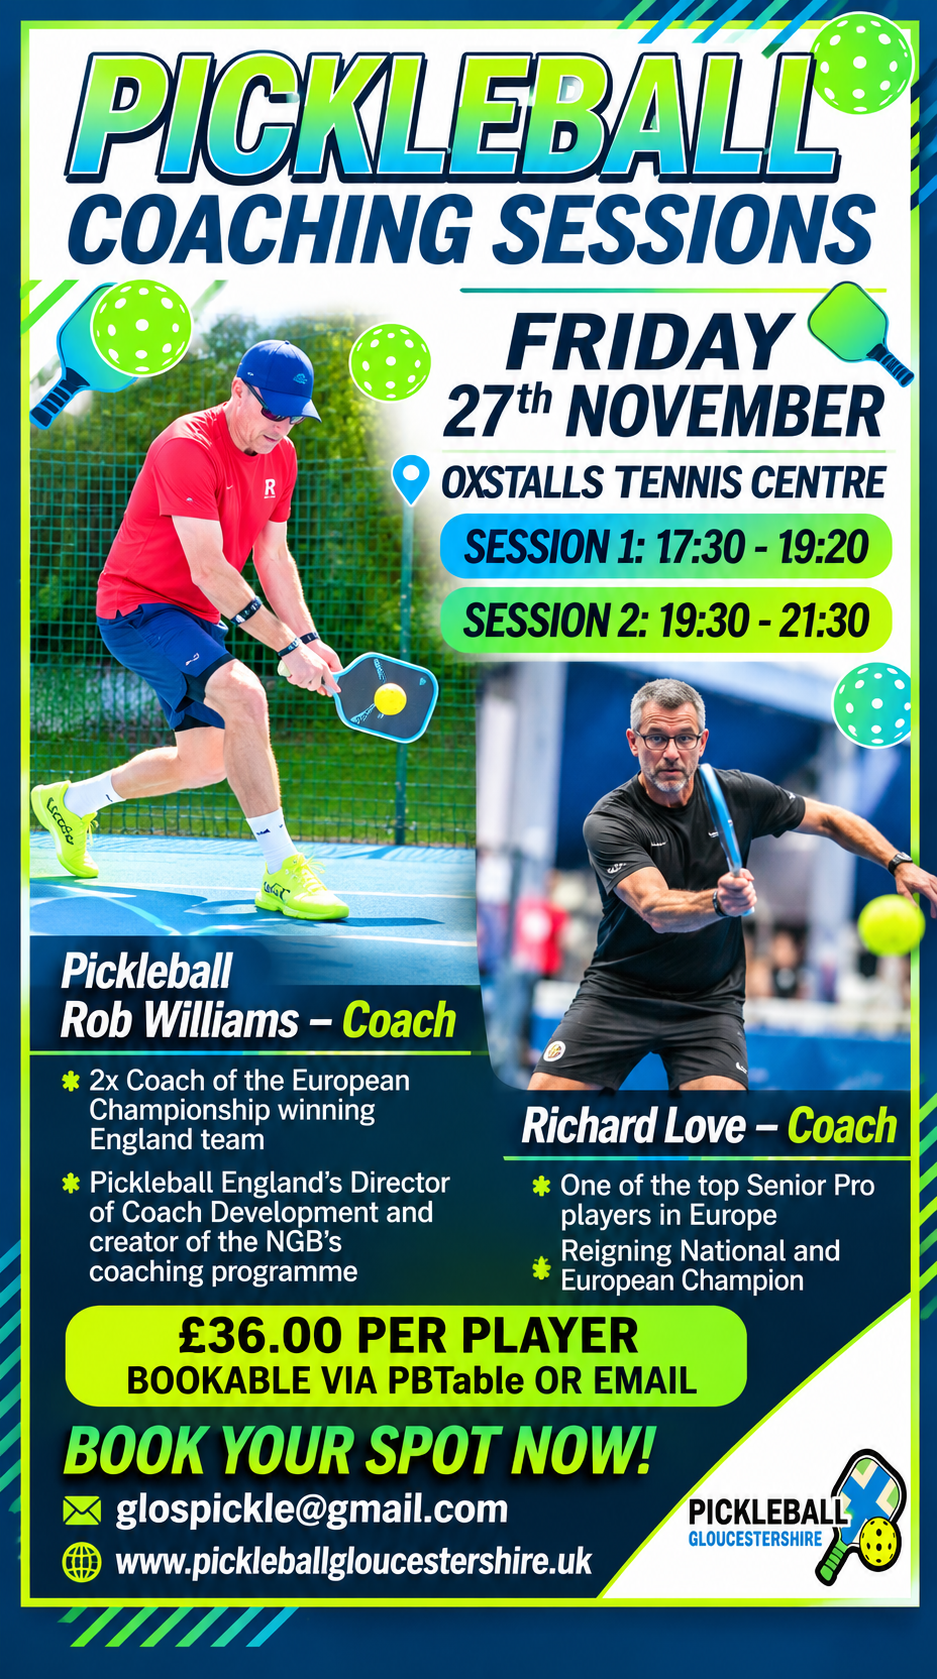 PICKLEBALL
COACHING SESSIONS
FRIDAY
27th NOVEMBER
OXSTALLS TENNIS CENTRE
SESSION 1: 17:30 - 19:20
SESSION 2: 19:30 - 21:30
R
Pickleball
Rob Williams – Coach
2x Coach of the European
Championship winning
England team
Pickleball England's Director
of Coach Development and
creator of the NGB's
coaching programme
Richard Love – Coach
One of the top Senior Pro
players in Europe
Reigning National and
European Champion
£36.00 PER PLAYER
BOOKABLE VIA PBTable OR EMAIL
BOOK YOUR SPOT NOW!
glospickle@gmail.com
www.pickleballgloucestershire.uk
PICKLEBALL
GLOUCESTERSHIRE